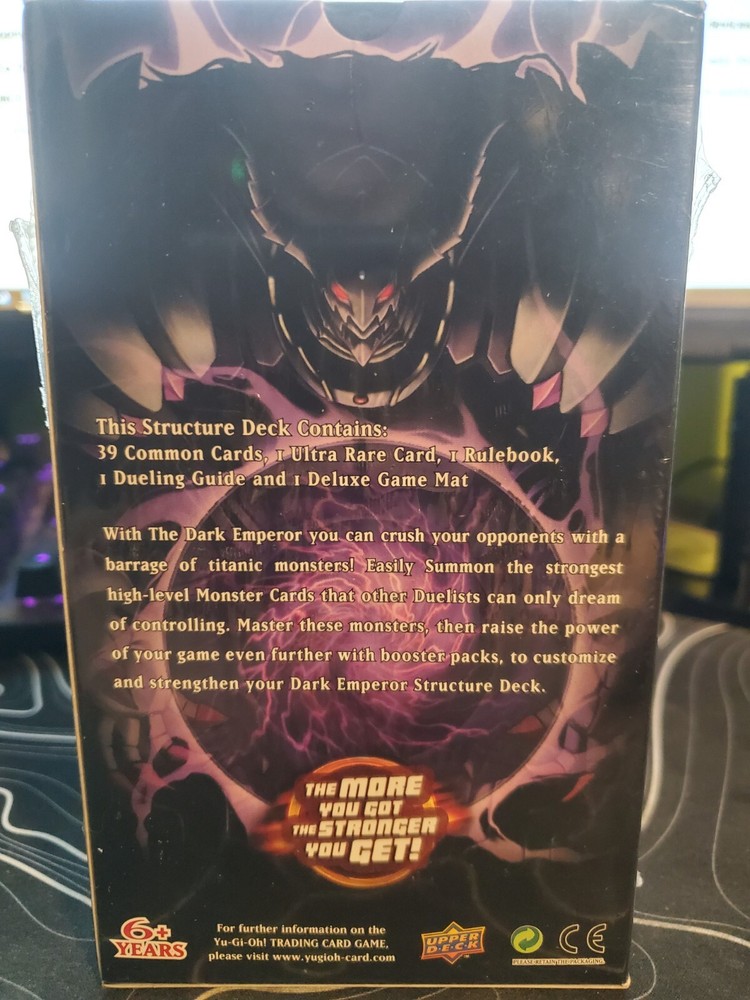 This Structure Deck Contains:
39 Common Cards, 1 Ultra Rare Card, 1 Rulebook,
1 Dueling Guide and 1 Deluxe Game Mat
With The Dark Emperor you can crush your opponents with a
barrage of titanic monsters! Easily Summon the strongest
high-level Monster Cards that other Duelists can only dream
of controlling. Master these monsters, then raise the power
of your game even further with booster packs, to customize
and strengthen your Dark Emperor Structure Deck.
THE MORE
YOU GOT
THE STRONGER
YOU GET!
6+
YEARS
For further information on the
Yu-Gi-Oh! TRADING CARD GAME,
please visit www.yugioh-card.com
UPPER
D·E·C·K
TM
CE
PLEASE RETAIN THE PACKAGING.